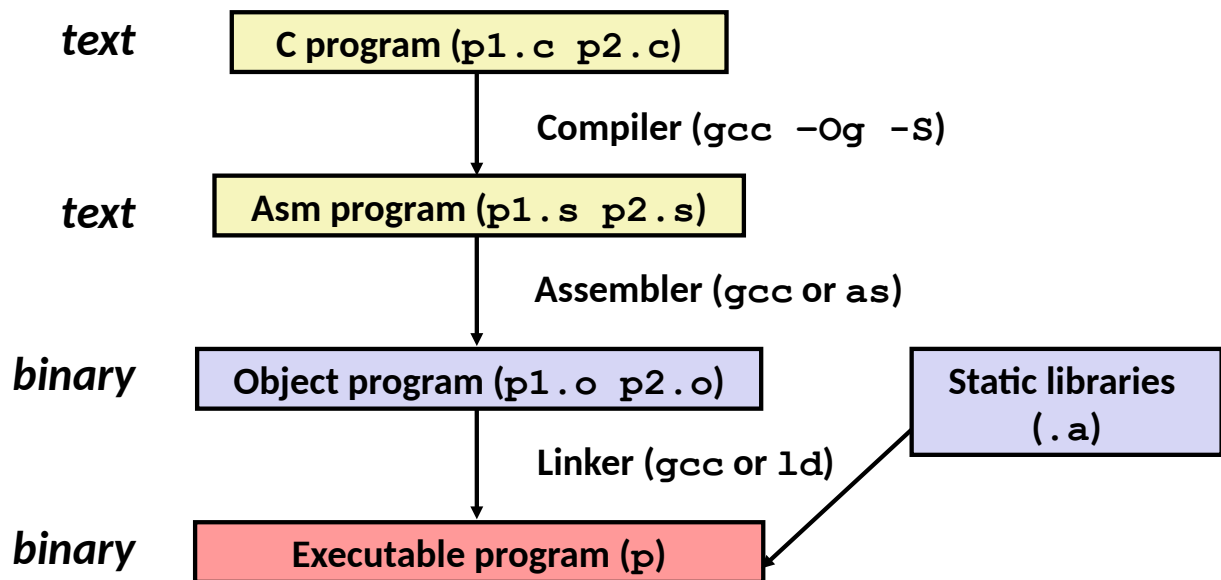 text
C program (p1.c p2.c)
Compiler (gcc –Og -S)
text
Asm program (p1.s p2.s)
Assembler (gcc or as)
binary
Object program (p1.o p2.o)
Static libraries
(.a)
Linker (gcc or ld)
binary
Executable program (p)